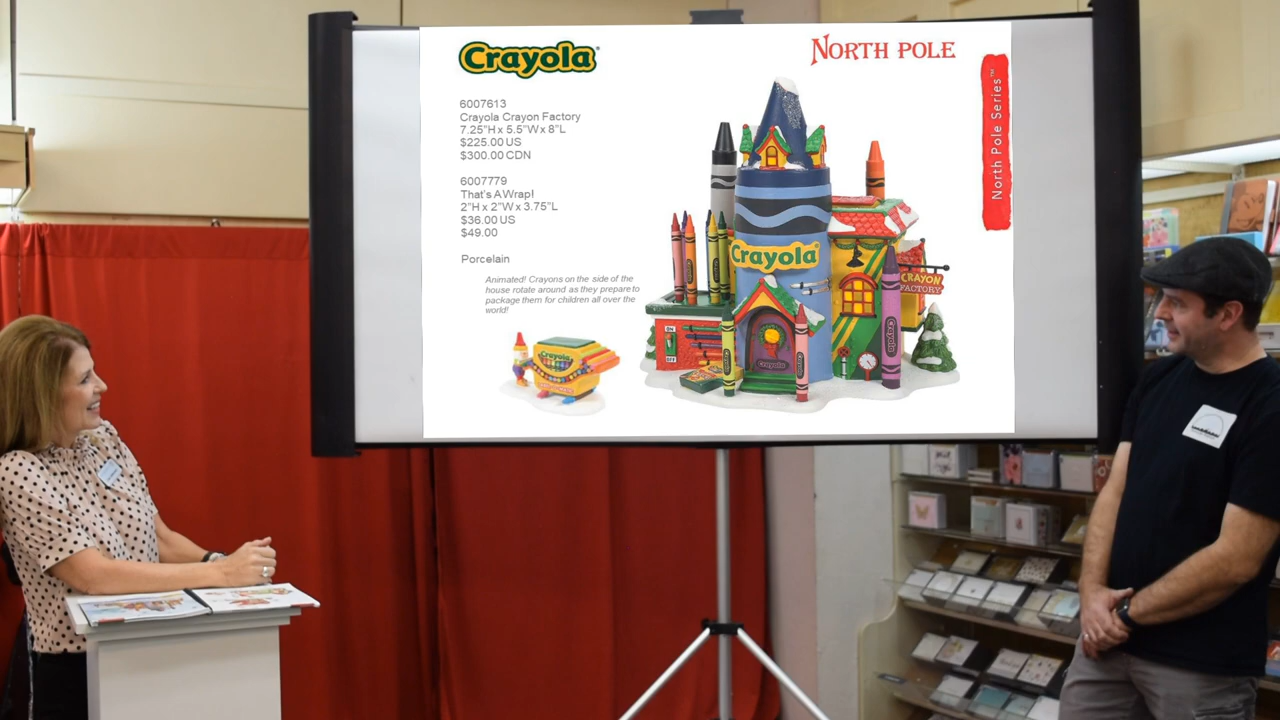 Crayola
NORTH POLE
North Pole Series™
6007613
Crayola Crayon Factory
7.25"H x 5.5"W x 8"L
$225.00 US
$300.00 CDN
6007779
That's A Wrap!
2"H x 2"W x 3.75"L
$36.00 US
$49.00
Porcelain
Animated! Crayons on the side of the
house rotate around as they prepare to
package them for children all over the
world!
Crayola
CRAYON
FACTORY
Crayola
Crayola